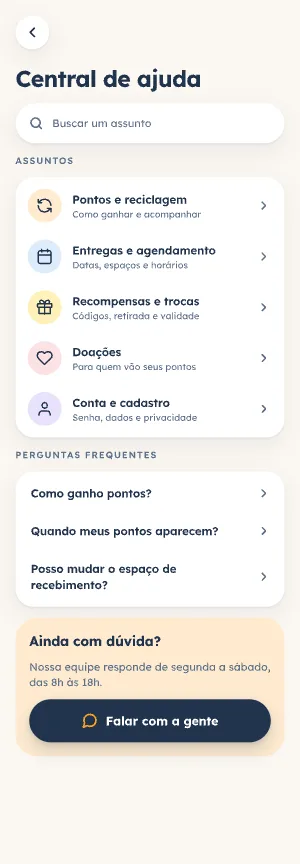 Central de ajuda
Buscar um assunto
ASSUNTOS
Pontos e reciclagem
Como ganhar e acompanhar
Entregas e agendamento
Datas, espaços e horários
Recompensas e trocas
Códigos, retirada e validade
Doações
Para quem vão seus pontos
Conta e cadastro
Senha, dados e privacidade
PERGUNTAS FREQUENTES
Como ganho pontos?
Quando meus pontos aparecem?
Posso mudar o espaço de
recebimento?
Ainda com dúvida?
Nossa equipe responde de segunda a sábado,
das 8h às 18h.
Falar com a gente